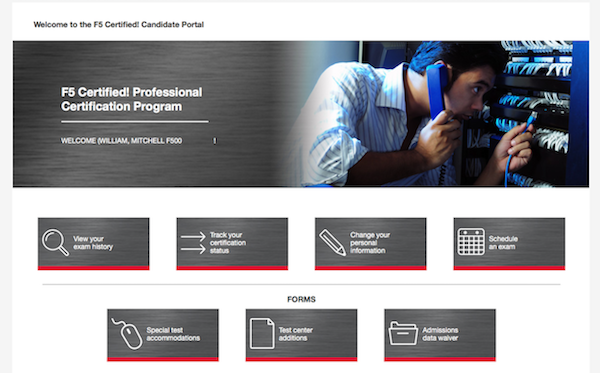 Welcome to the F5 Certified! Candidate Portal
F5 Certified! Professional
Certification Program
WELCOME (WILLIAM, MITCHELL F500 !
View your
exam history
Track your
certification
status
Change your
personal
information
Schedule
an exam
FORMS
Special test
accommodations
Test center
additions
Admissions
data waiver